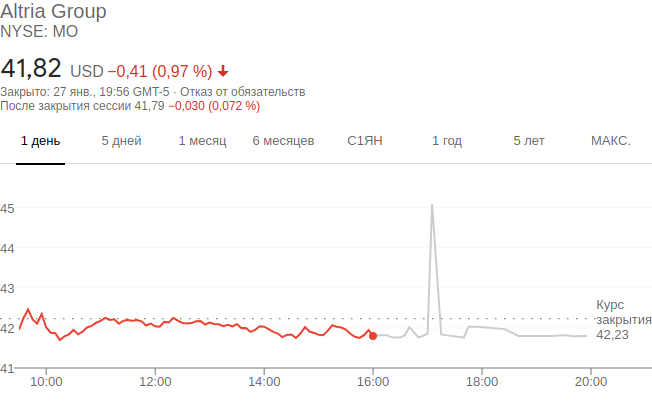 Altria Group
NYSE: MO
41,82 USD −0,41 (0,97 %)
Закрыто: 27 янв., 19:56 GMT-5 · Отказ от обязательств
После закрытия сессии 41,79 −0,030 (0,072 %)
1 день 5 дней 1 месяц 6 месяцев С1ЯН 1 год 5 лет МАКС.
45
44
43
Курс
закрытия
42,23
42
41
10:00 12:00 14:00 16:00 18:00 20:00